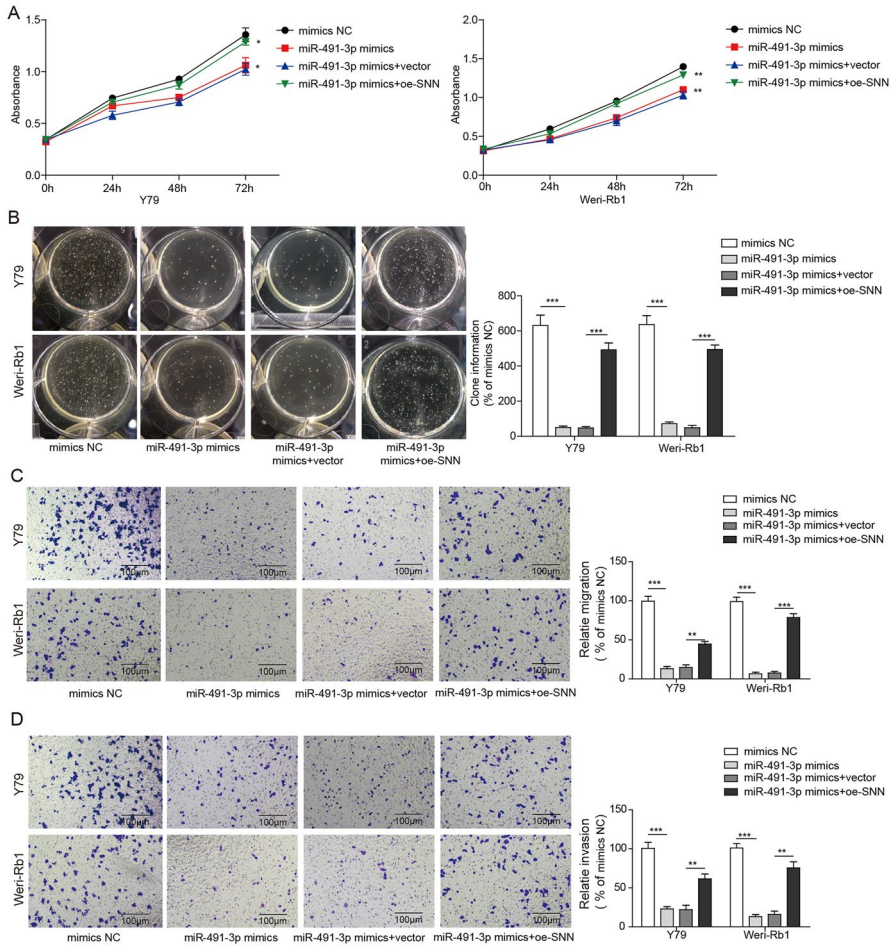 A
Absorbance
1.5
1.0
0.5
0.0
0h
24h
48h
72h
Y79
*
*
mimics NC
miR-491-3p mimics
miR-491-3p mimics+vector
miR-491-3p mimics+oe-SNN
Absorbance
2.0
1.5
1.0
0.5
0.0
0h
24h
48h
72h
Weri-Rb1
**
**
mimics NC
miR-491-3p mimics
miR-491-3p mimics+vector
miR-491-3p mimics+oe-SNN
B
Y79
Weri-Rb1
mimics NC
miR-491-3p mimics
miR-491-3p
mimics+vector
miR-491-3p
mimics+oe-SNN
mimics NC
miR-491-3p mimics
miR-491-3p mimics+vector
miR-491-3p mimics+oe-SNN
Clone information
(% of mimics NC)
800
600
400
200
0
***
***
***
***
Y79
Weri-Rb1
C
Y79
Weri-Rb1
100μm
100μm
100μm
100μm
100μm
100μm
100μm
100μm
mimics NC
miR-491-3p mimics
miR-491-3p mimics+vector
miR-491-3p mimics+oe-SNN
mimics NC
miR-491-3p mimics
miR-491-3p mimics+vector
miR-491-3p mimics+oe-SNN
Relatie migration
( % of mimics NC)
150
100
50
0
***
**
***
***
Y79
Weri-Rb1
D
Y79
Weri-Rb1
100μm
100μm
100μm
100μm
100μm
100μm
100μm
100μm
mimics NC
miR-491-3p mimics
miR-491-3p mimics+vector
miR-491-3p mimics+oe-SNN
mimics NC
miR-491-3p mimics
miR-491-3p mimics+vector
miR-491-3p mimics+oe-SNN
Relatie invasion
( % of mimics NC)
150
100
50
0
***
**
***
**
Y79
Weri-Rb1